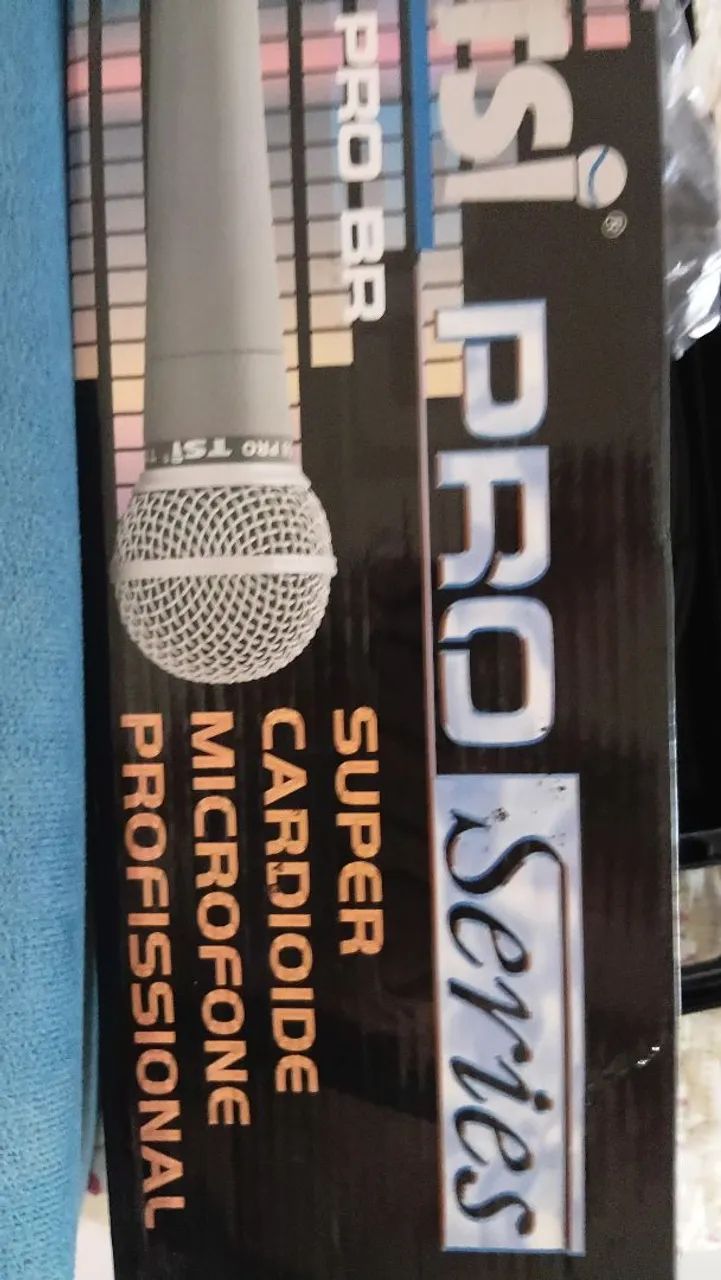 tsi®
PRO Series
PRO-BR
SUPER
CARDIOIDE
MICROFONE
PROFISSIONAL
PRO TSi